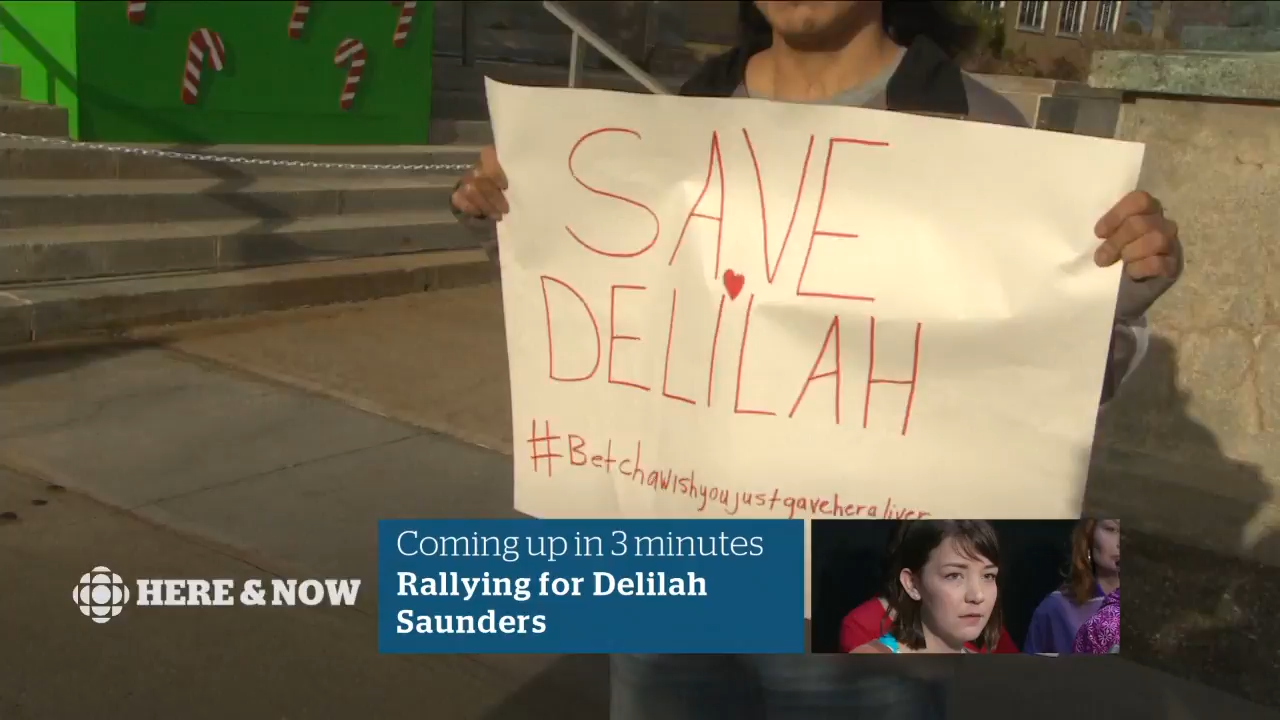 SAVE
DELILAH
#Betchawishyoujustgaveheraliver
Coming up in 3 minutes
HERE & NOW
Rallying for Delilah
Saunders